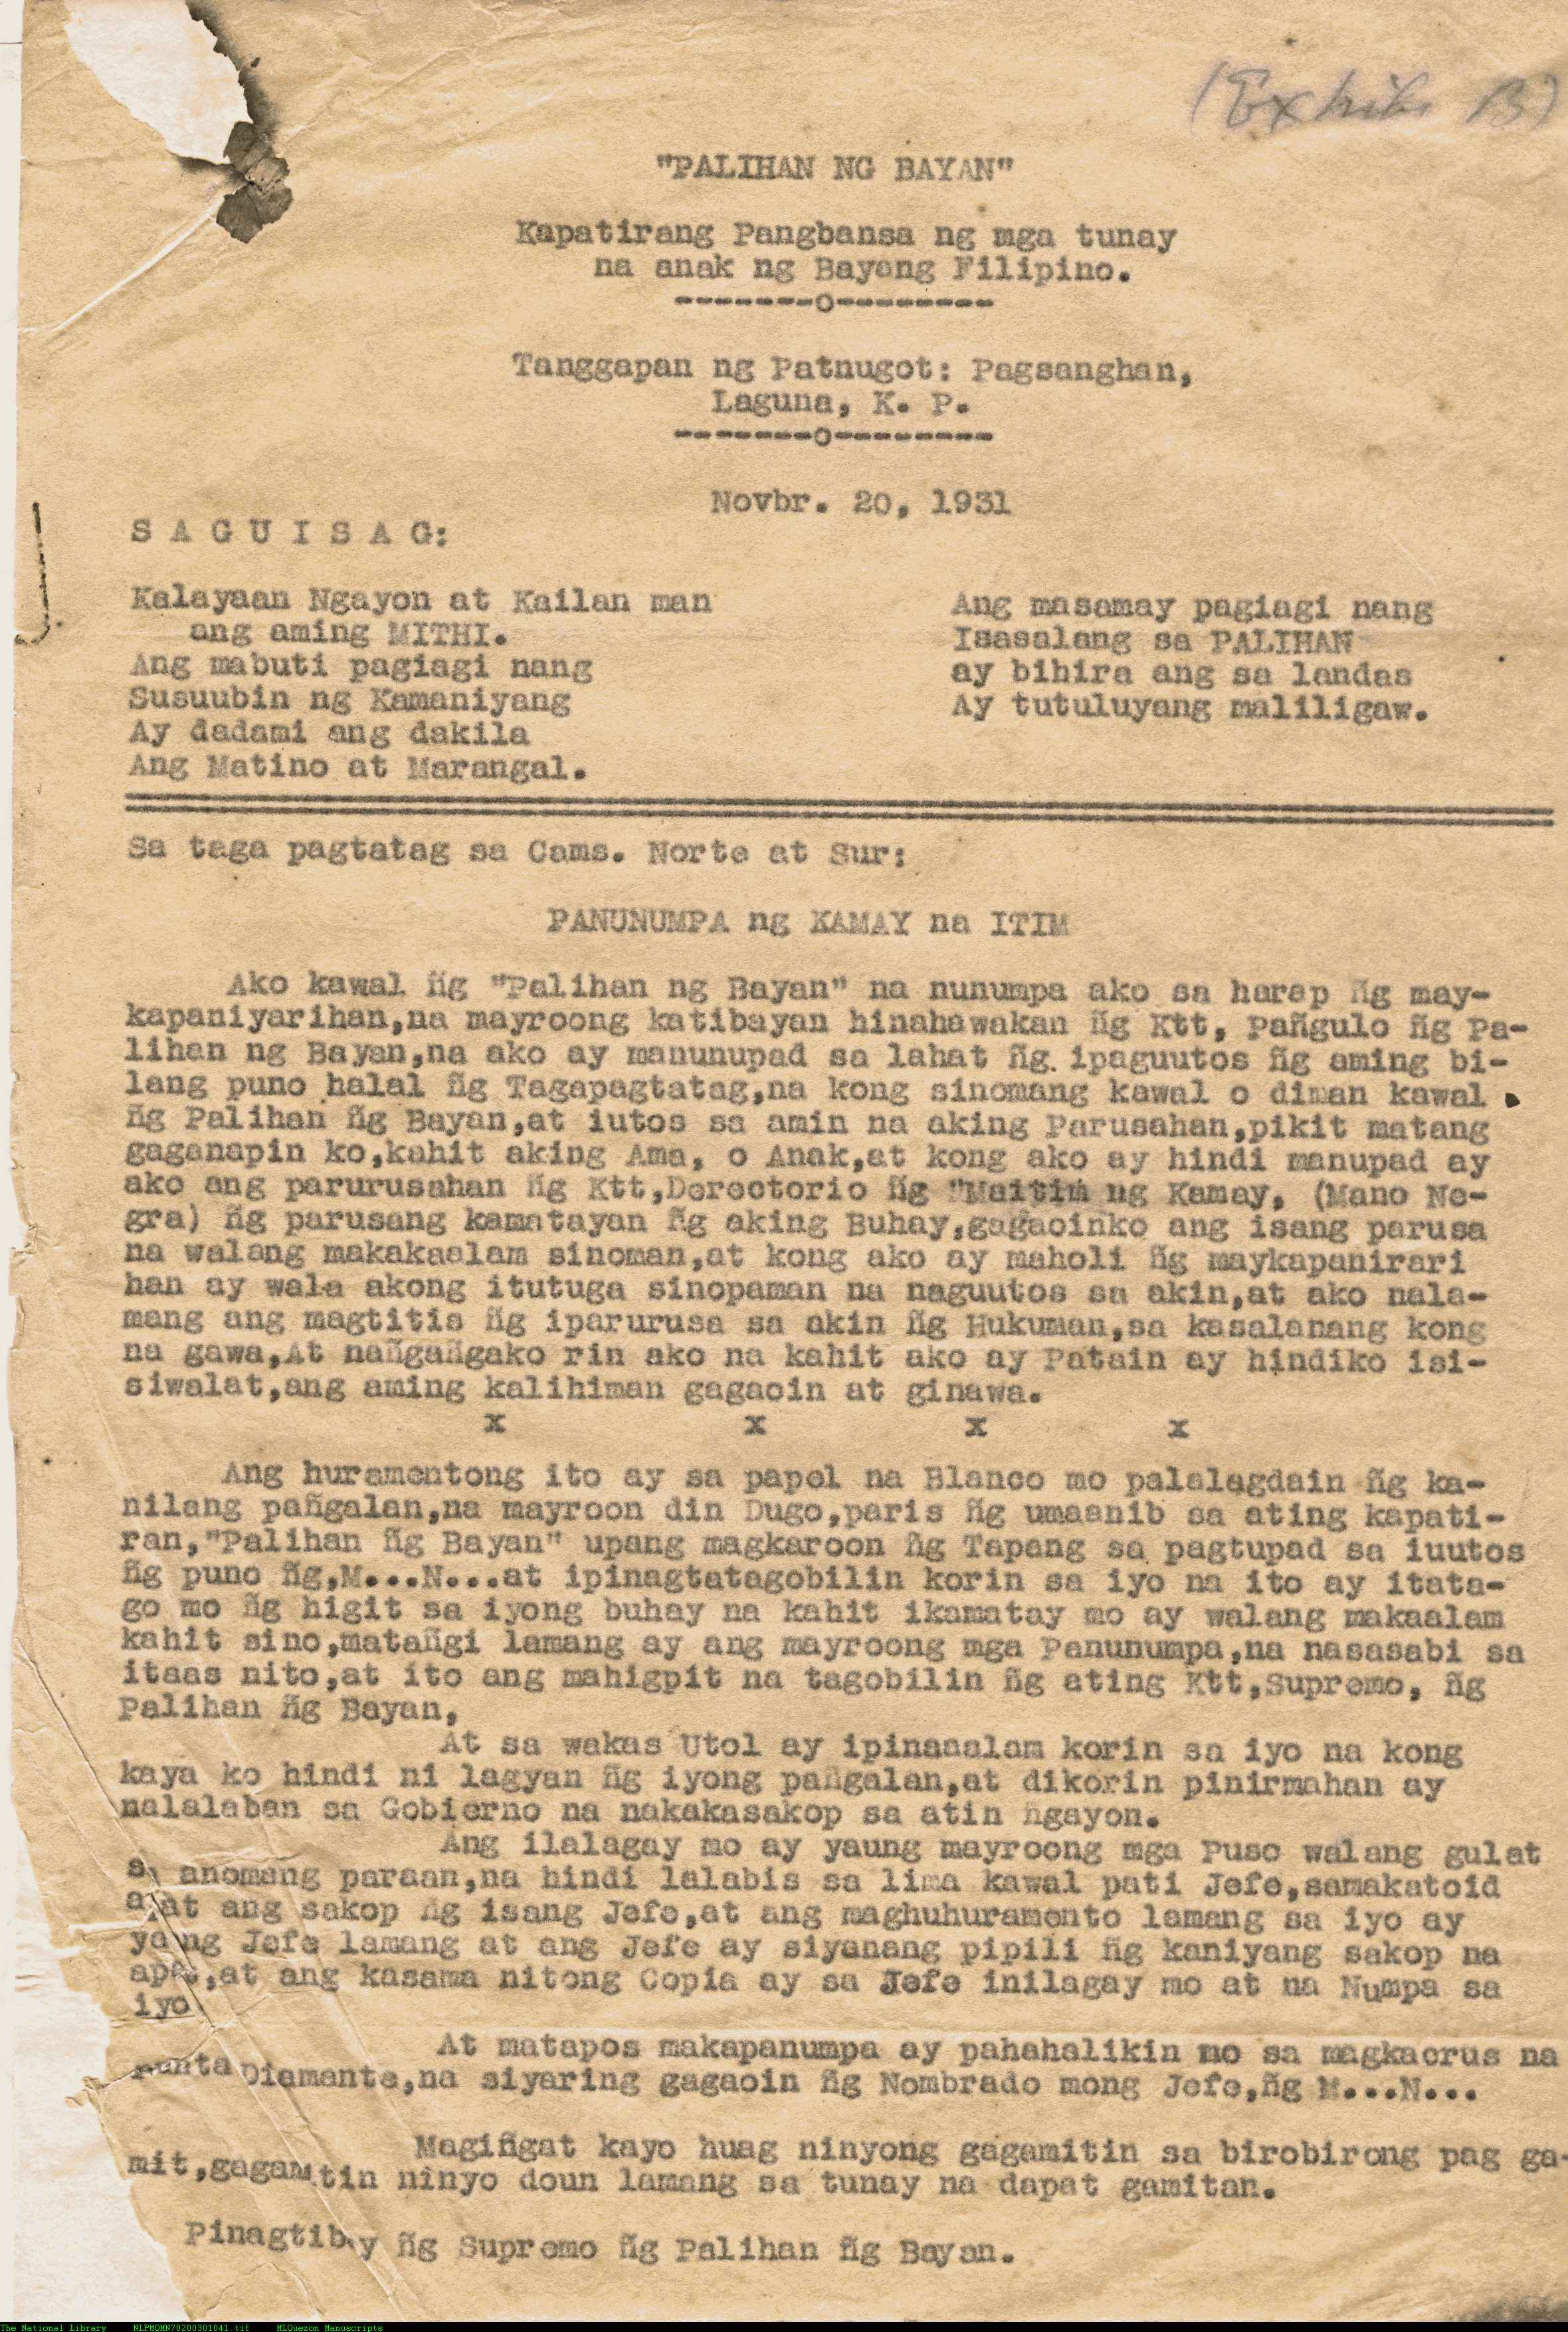 (Exhibit B)
"PALIHAN NG BAYAN"
Kapatirang Pangbansa ng mga tunay
na anak ng Bayang Filipino.
--------o---------
Tanggapan ng Patnugot: Pagsanghan,
Laguna, K. P.
--------o---------
Novbr. 20, 1931
S A G U I S A G:
Kalayaan Ngayon at Kailan man
ang aming MITHI.
Ang mabuti pagiagi nang
Susuubin ng Kamaniyang
Ay dadami ang dakila
Ang Matino at Marangal.
Ang masamay pagiagi nang
Isasalang sa PALIHAN
ay bihira ang sa landas
Ay tutuluyang maliligaw.
Sa taga pagtatag sa Cams. Norte at Sur:
PANUNUMPA ng KAMAY na ITIM
Ako kawal ñg "Palihan ng Bayan" na nunumpa ako sa harap ñg may-
kapaniyarihan,na mayroong katibayan hinahawakan ñg Ktt, Pañgulo ñg Pa-
lihan ng Bayan,na ako ay manunupad sa lahat ñg. ipaguutos ñg aming bi-
lang puno halal ñg Tagapagtatag,na kong sinomang kawal o diman kawal
ñg Palihan ñg Bayan,at iutos sa amin na aking Parusahan,pikit matang
gaganapin ko,kahit aking Ama, o Anak,at kong ako ay hindi manupad ay
ako ang parurusahan ñg Ktt,Derectorio ñg "Maitim ng Kamay, (Mano Ne-
gra) ñg parusang kamatayan ñg aking Buhay,gagaoinko ang isang parusa
na walang makakaalam sinoman,at kong ako ay maholi ñg maykapanirari
han ay wala akong itutuga sinopaman na naguutos sa akin,at ako nala-
mang ang magtitis ñg iparurusa sa akin ñg Hukuman,sa kasalanang kong
na gawa,At nañgañgako rin ako na kahit ako ay Patain ay hindiko isi-
siwalat,ang aming kalihiman gagaoin at ginawa.
x x x x
Ang huramentong ito ay sa papel na Blanco mo palalagdain ñg ka-
nilang pañgalan,na mayroon din Dugo,paris ñg umaanib sa ating kapati-
ran,"Palihan ñg Bayan" upang magkaroon ñg Tapang sa pagtupad sa iuutos
ñg puno ñg,M...N...at ipinagtatagobilin korin sa iyo na ito ay itata-
go mo ñg higit sa iyong buhay na kahit ikamatay mo ay walang makaalam
kahit sino,matañgi lamang ay ang mayroong mga Panunumpa,na nasasabi sa
itaas nito,at ito ang mahigpit na tagobilin ñg ating Ktt,Supremo, ñg
Palihan ñg Bayan,
At sa wakas Utol ay ipinaaalam korin sa iyo na kong
kaya ko hindi ni lagyan ñg iyong pañgalan,at dikorin pinirmahan ay
nalalaban sa Gobierno na nakakasakop sa atin ñgayon.
Ang ilalagay mo ay yaung mayroong mga Puso walang gulat
sa anomang paraan,na hindi lalabis sa lima kawal pati Jefe,samakatoid
apat ang sakop ñg isang Jefe,at ang maghuhuramento lamang sa iyo ay
yaung Jefe lamang at ang Jefe ay siyanang pipili ñg kaniyang sakop na
apat,at ang kasama nitong Copia ay sa Jefe inilagay mo at na Numpa sa
iyo
At matapos makapanumpa ay pahahalikin mo sa magkacrus na
punta Diamante,na siyaring gagaoin ñg Nombrado mong Jefe,ñg M...N...
Magiñgat kayo huag ninyong gagamitin sa birobirong pag ga-
mit,gagamitin ninyo doun lamang sa tunay na dapat gamitan.
Pinagtibay ñg Supremo ñg Palihan ñg Bayan.
The National Library NLPMQMN70200301041.tif MLQuezon Manuscripts